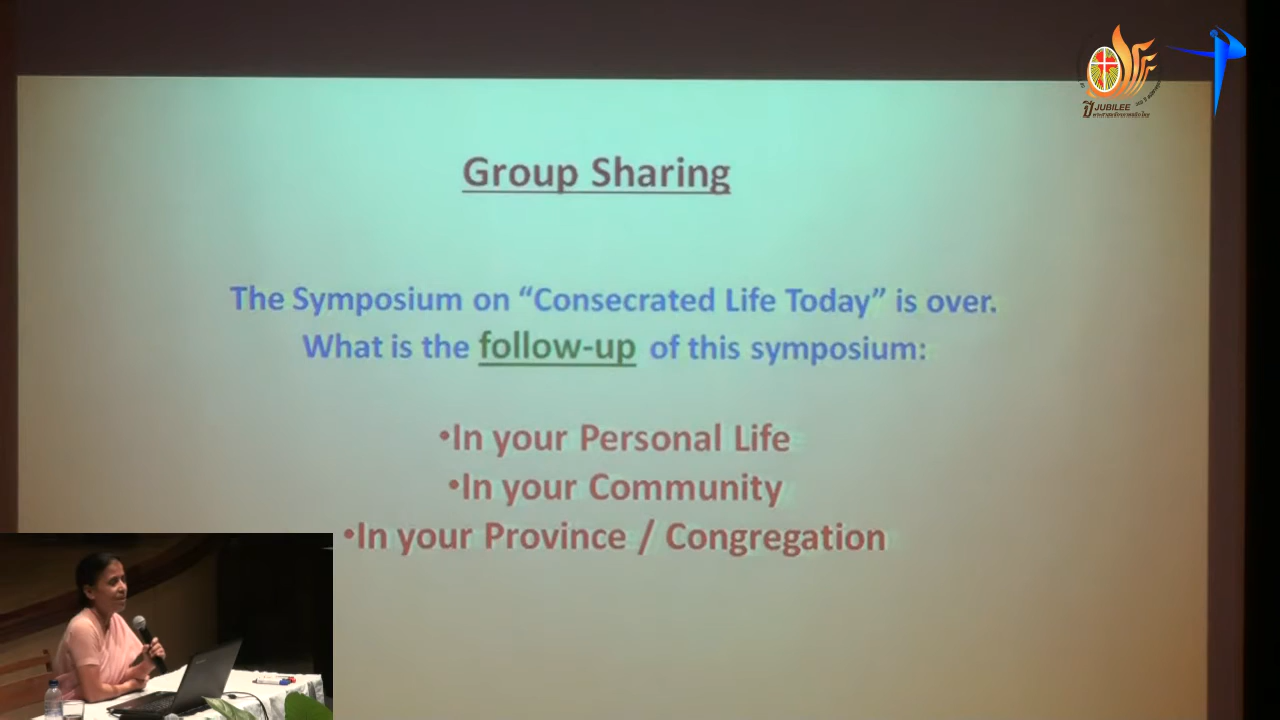 ปี JUBILEE
Group Sharing
The Symposium on “Consecrated Life Today” is over.
What is the follow-up of this symposium:
•In your Personal Life
•In your Community
•In your Province / Congregation